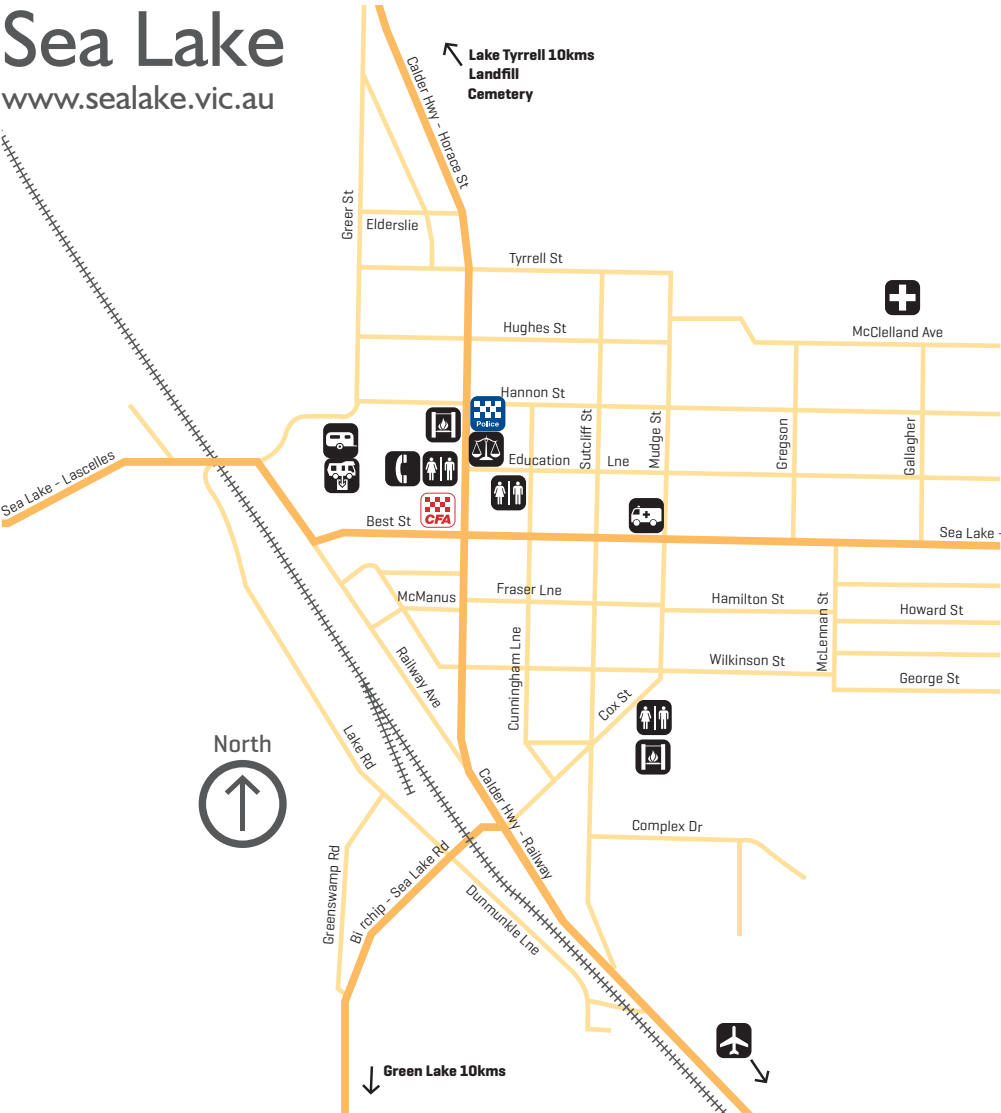 Sea Lake
www.sealake.vic.au
Lake Tyrrell 10kms
Landfill
Cemetery
Calder Hwy - Horace St
Greer St
Elderslie
Tyrrell St
Hughes St
McClelland Ave
Hannon St
Police
Sutcliff St
Mudge St
Gregson
Gallagher
Education Lne
Sea Lake - Lascelles
CFA
Best St
Sea Lake -
McManus
Fraser Lne
Hamilton St
McLennan St
Howard St
Railway Ave
Cunningham Lne
Wilkinson St
George St
Cox St
Lake Rd
North
Calder Hwy - Railway
Complex Dr
Greenswamp Rd
Bi rchip - Sea Lake Rd
Dunmunkle Lne
Green Lake 10kms